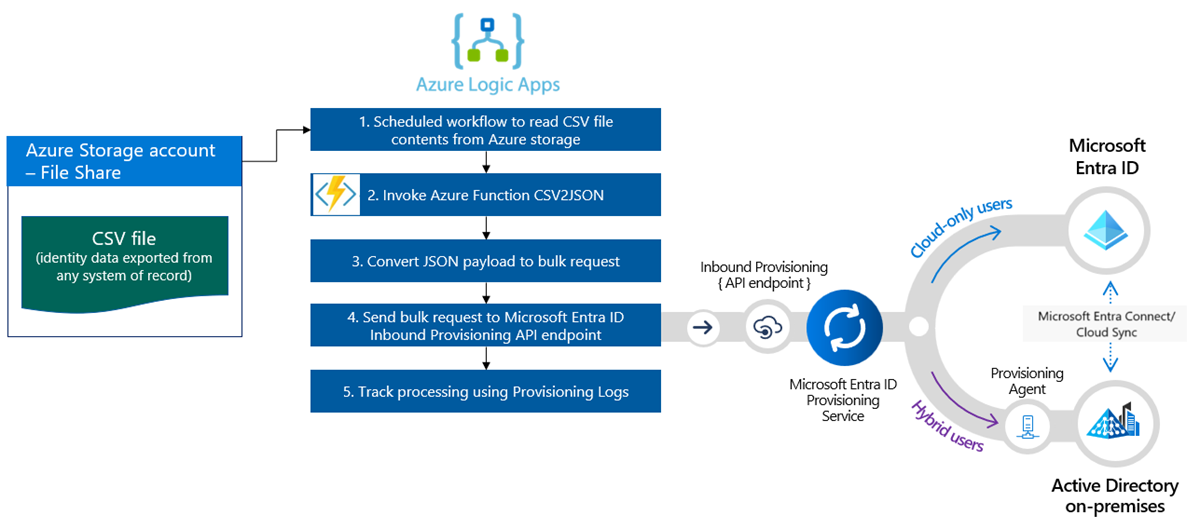 Azure Logic Apps
Azure Storage account
– File Share
CSV file
(identity data exported from
any system of record)
1. Scheduled workflow to read CSV file
contents from Azure storage
2. Invoke Azure Function CSV2JSON
3. Convert JSON payload to bulk request
4. Send bulk request to Microsoft Entra ID
Inbound Provisioning API endpoint
5. Track processing using Provisioning Logs
Inbound Provisioning
{ API endpoint }
Microsoft Entra ID
Provisioning
Service
Cloud-only users
Hybrid users
Microsoft
Entra ID
Microsoft Entra Connect/
Cloud Sync
Provisioning
Agent
Active Directory
on-premises